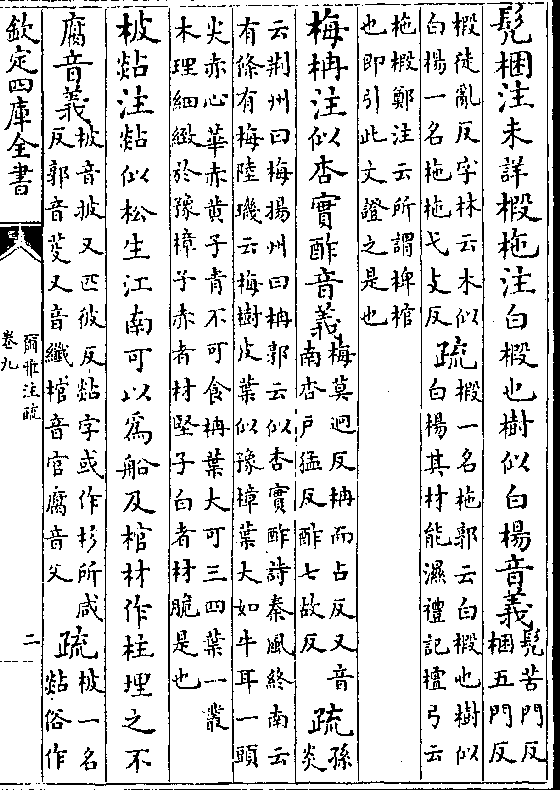 髡梱注未詳椴柂注白椴也樹似白楊音義髡苦門反
梱五門反
椴徒亂反字林云木似
白楊一名柂柂弋支反
疏椴一名柂郭云白椴也樹似
白楊其材能濕禮記檀弓云
柂椴鄭注云所謂椑棺
也即引此文證之是也
梅柟注似杏實酢音義梅莫迥反柟而占反又音
南杏戶猛反酢七故反
疏孫
炎
云荆州曰梅揚州曰柟郭云似杏實酢詩秦風終南云
有條有梅陸璣云梅樹皮葉似豫樟葉大如牛耳一頭
尖赤心華赤黄子青不可食柟葉大可三四葉一叢
木理細緻於豫樟子赤者材堅子白者材脆是也
柀煔注煔似松生江南可以爲船及棺材作柱埋之不
腐音義柀音披又匹彼反煔字或作杉所咸
反郭音芟又音纖棺音官腐音父
疏柀一名
煔俗作
欽定四庫全書
爾雅注疏
卷九
二